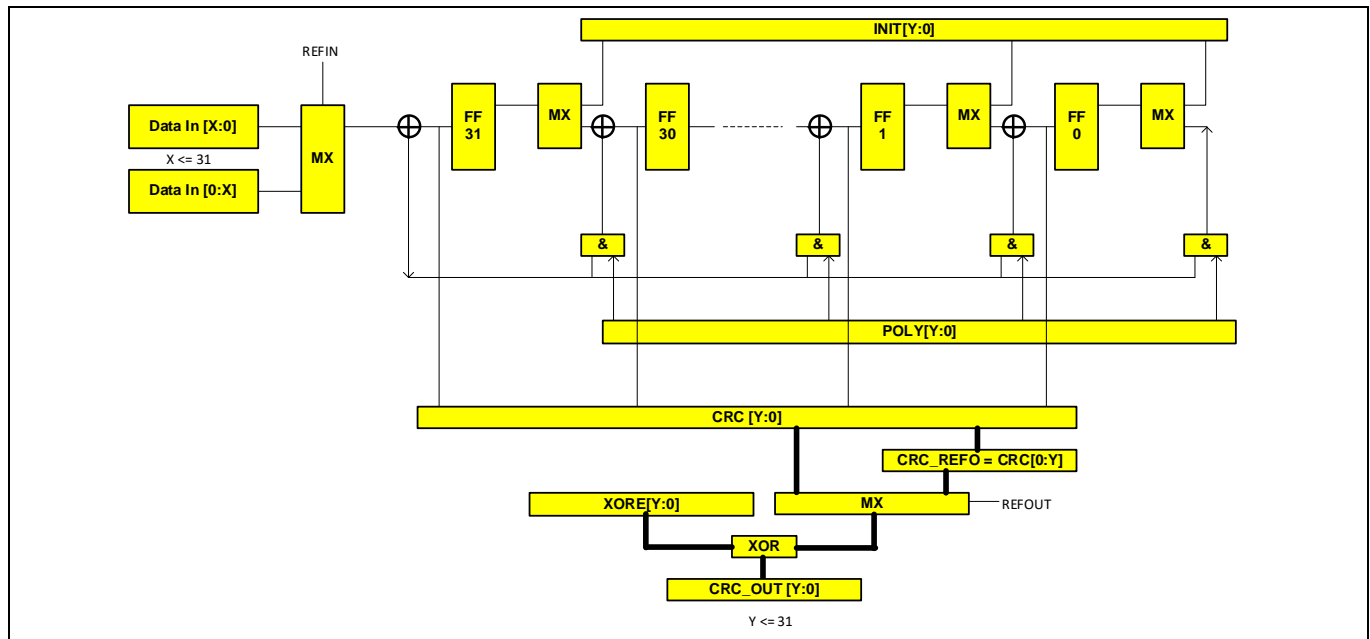 INIT[Y:0]
REFIN
Data In [X:0]
X <= 31
Data In [0:X]
MX
FF
31
MX
FF
30
FF
1
MX
FF
0
MX
&
&
&
&
POLY[Y:0]
CRC [Y:0]
CRC_REFO = CRC[0:Y]
XORE[Y:0]
MX
REFOUT
XOR
CRC_OUT [Y:0]
Y <= 31